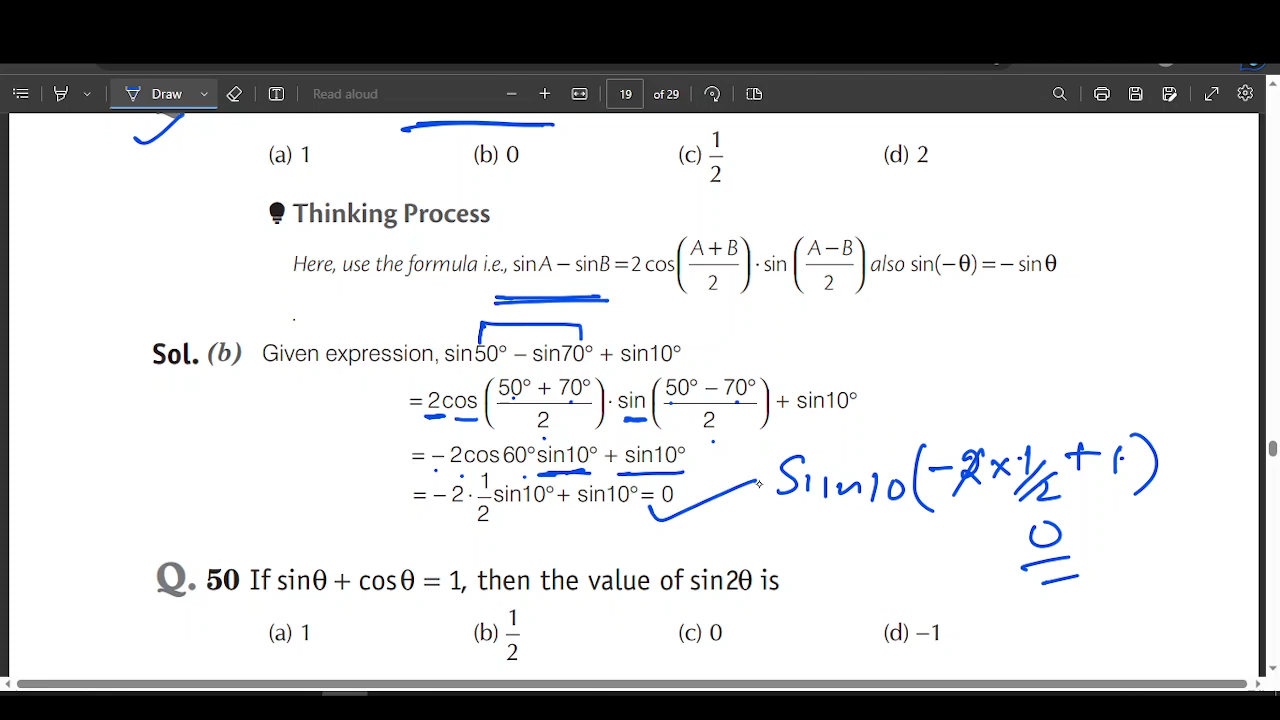 Draw
Read aloud
19 of 29
(a) 1 (b) 0 (c) 1/2 (d) 2
Thinking Process
Here, use the formula i.e., sin A − sin B = 2 cos ((A + B)/2) · sin ((A − B)/2) also sin(−θ) = − sin θ
Sol. (b) Given expression, sin50° − sin70° + sin10°
= 2cos ((50° + 70°)/2) · sin ((50° − 70°)/2) + sin10°
= − 2cos60° sin10° + sin10°
= − 2 · 1/2 sin10° + sin10° = 0
Sin10 (−2 × 1/2 + 1)
0
Q. 50 If sinθ + cosθ = 1, then the value of sin2θ is
(a) 1 (b) 1/2 (c) 0 (d) −1